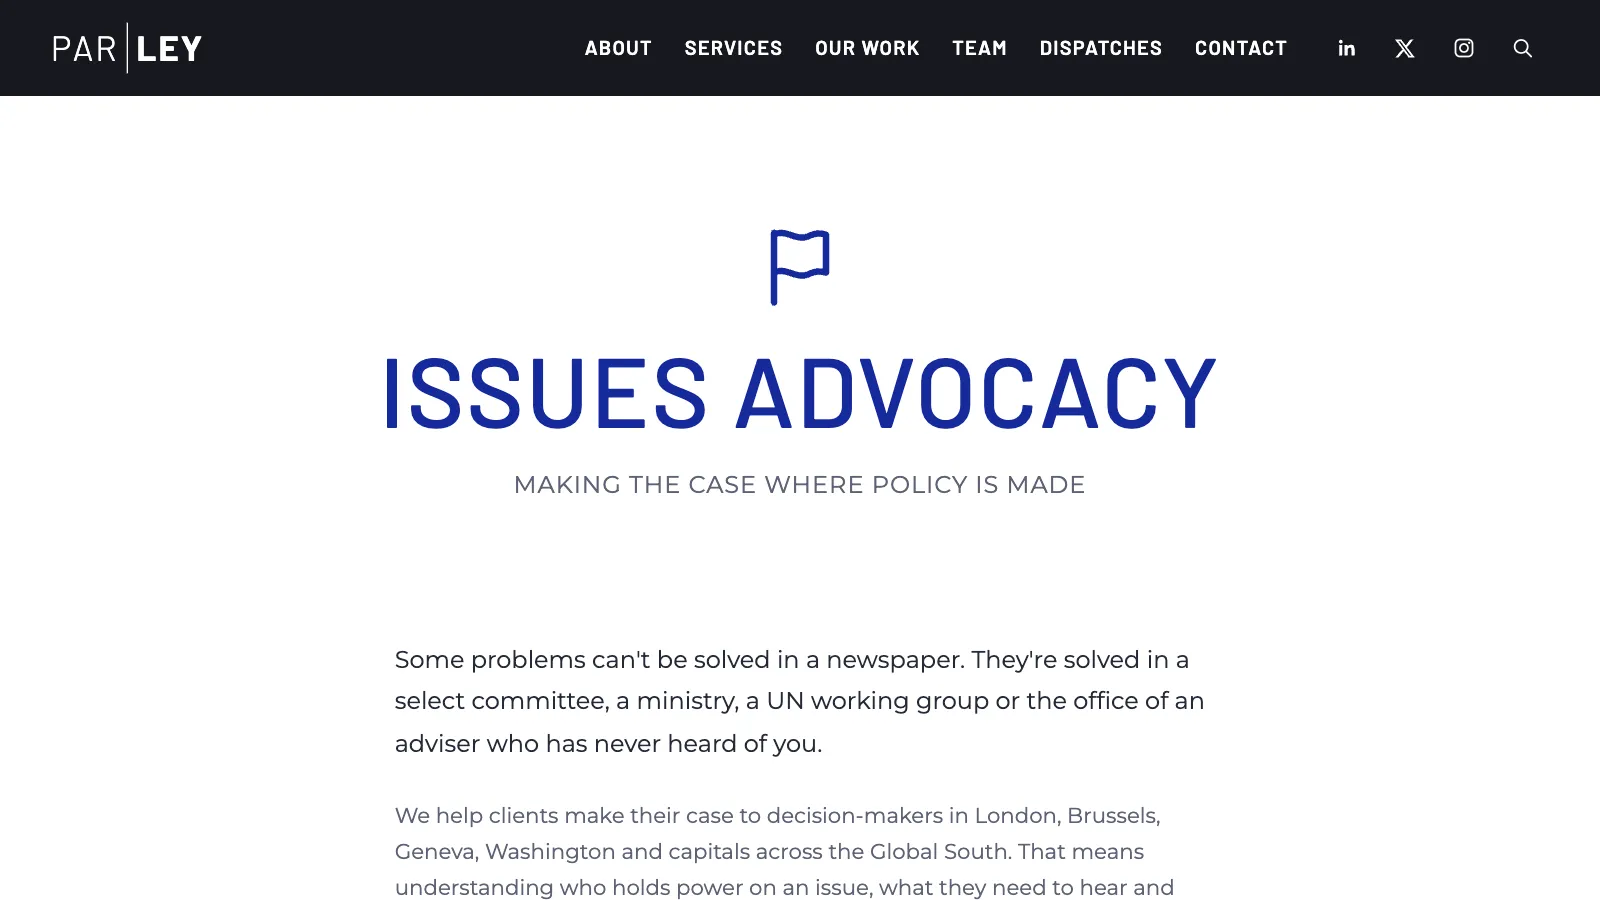 PAR|LEY
ABOUT SERVICES OUR WORK TEAM DISPATCHES CONTACT
ISSUES ADVOCACY
MAKING THE CASE WHERE POLICY IS MADE
Some problems can't be solved in a newspaper. They're solved in a
select committee, a ministry, a UN working group or the office of an
adviser who has never heard of you.
We help clients make their case to decision-makers in London, Brussels,
Geneva, Washington and capitals across the Global South. That means
understanding who holds power on an issue, what they need to hear and